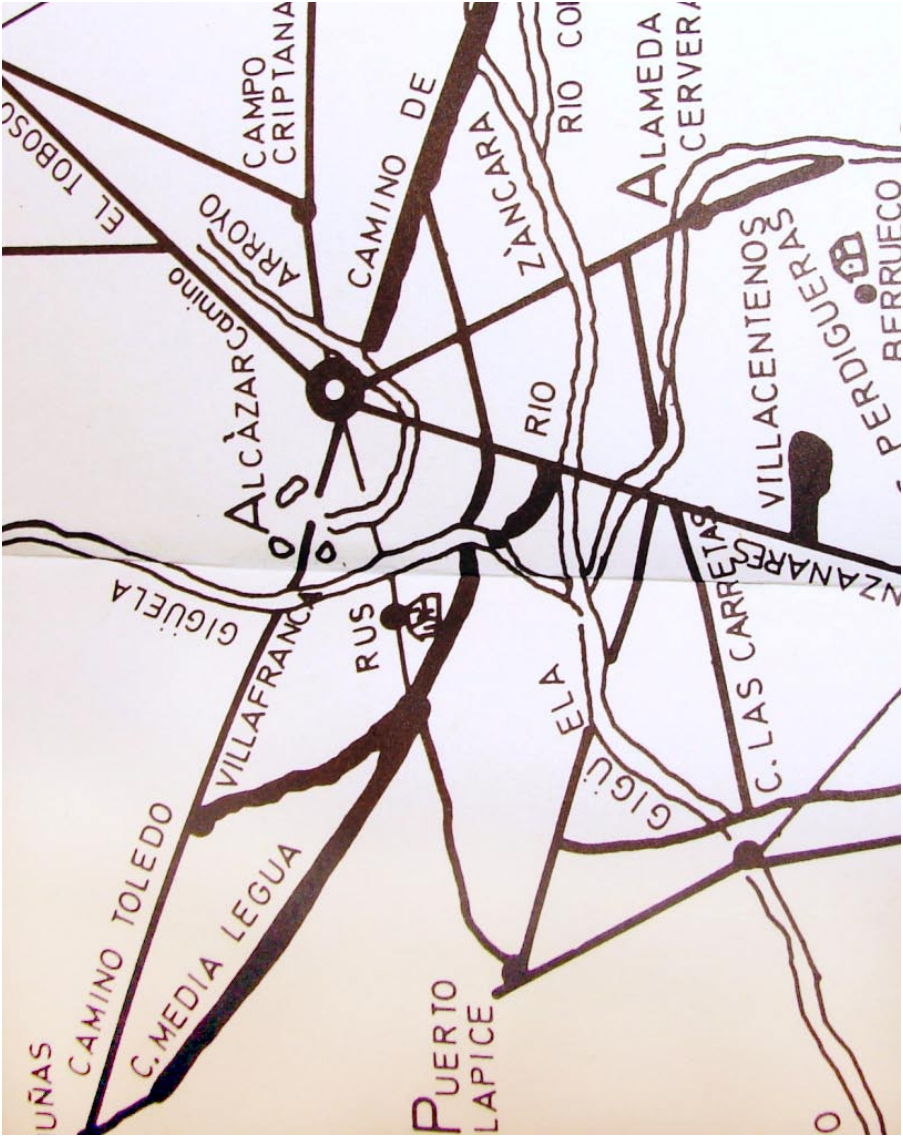 EL TOBOSO
camino
CAMPO
CRIPTANA
ARROYO
CAMINO DE
ZÀNCARA
RIO
ALAMEDA
CERVERA
ALCÀZAR
RIO
VILLACENTENOS
PERDIGUERAS
BERRUECO
GIGÜELA
VILLAFRANCA
RUS
NZANARES
C. LAS CARRETAS
GIGÜ
ELA
CAMINO TOLEDO
C. MEDIA LEGUA
PUERTO
LAPICE
UÑAS
O